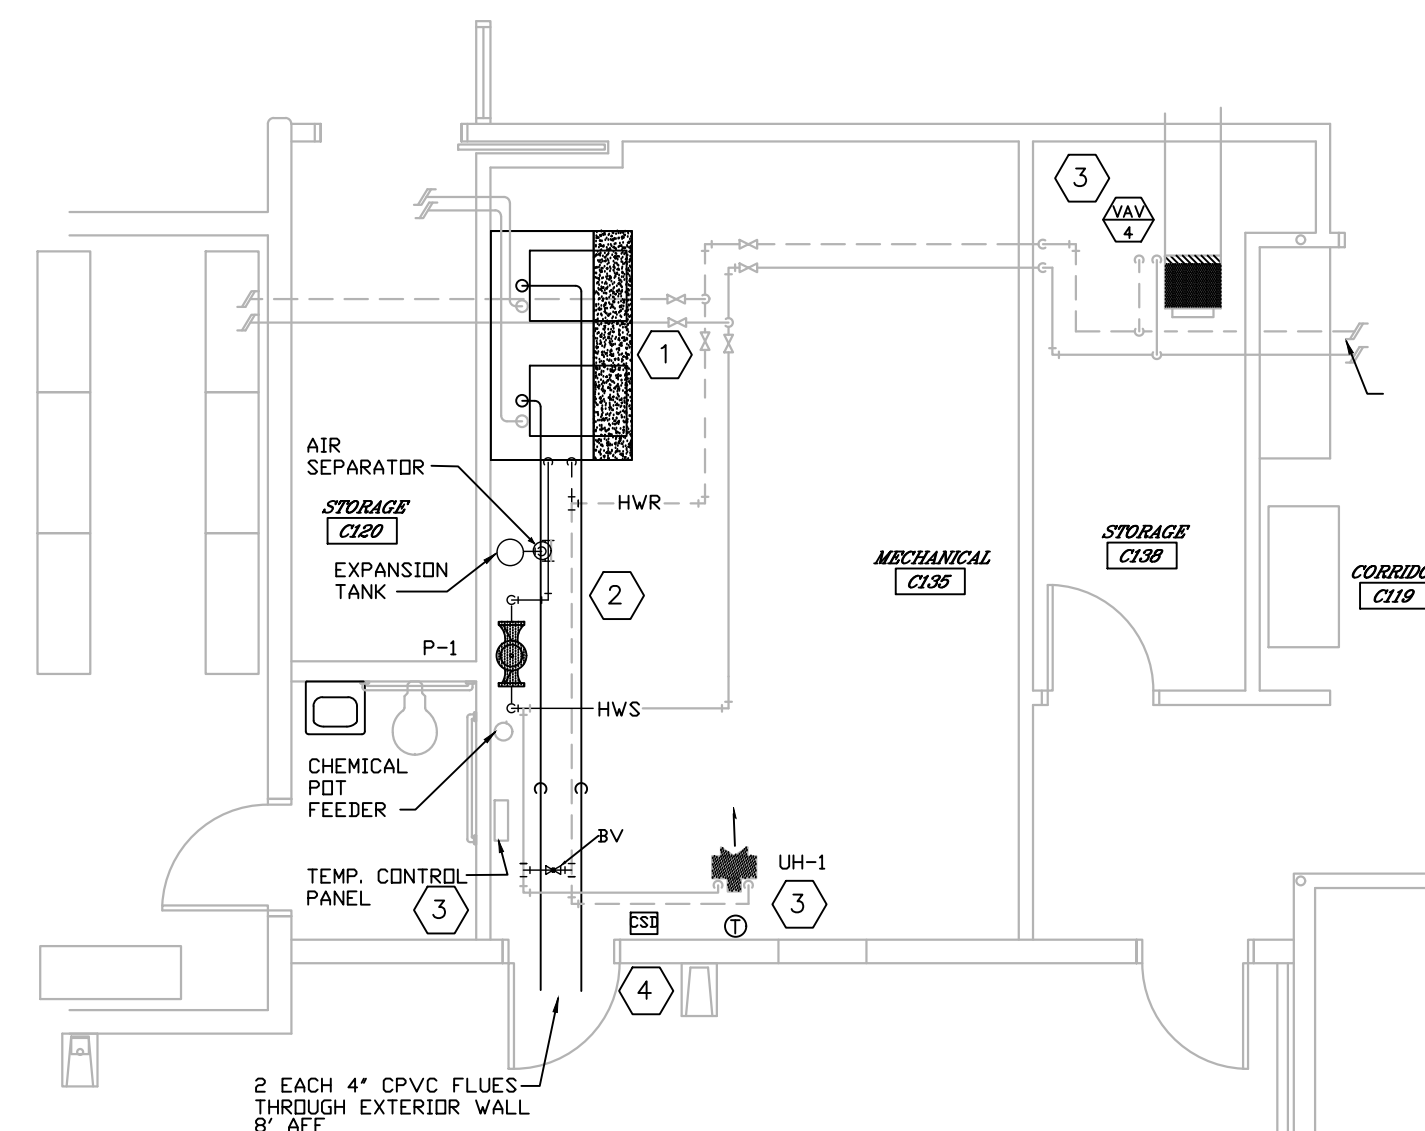 3
VAV
4
1
AIR
SEPARATOR
STORAGE
C120
HWR
EXPANSION
TANK
2
MECHANICAL
C135
STORAGE
C138
CORRIDO
C119
P-1
HWS
CHEMICAL
POT
FEEDER
BV
TEMP. CONTROL
PANEL
3
UH-1
3
CSD
T
4
2 EACH 4" CPVC FLUES
THROUGH EXTERIOR WALL
8' AFF